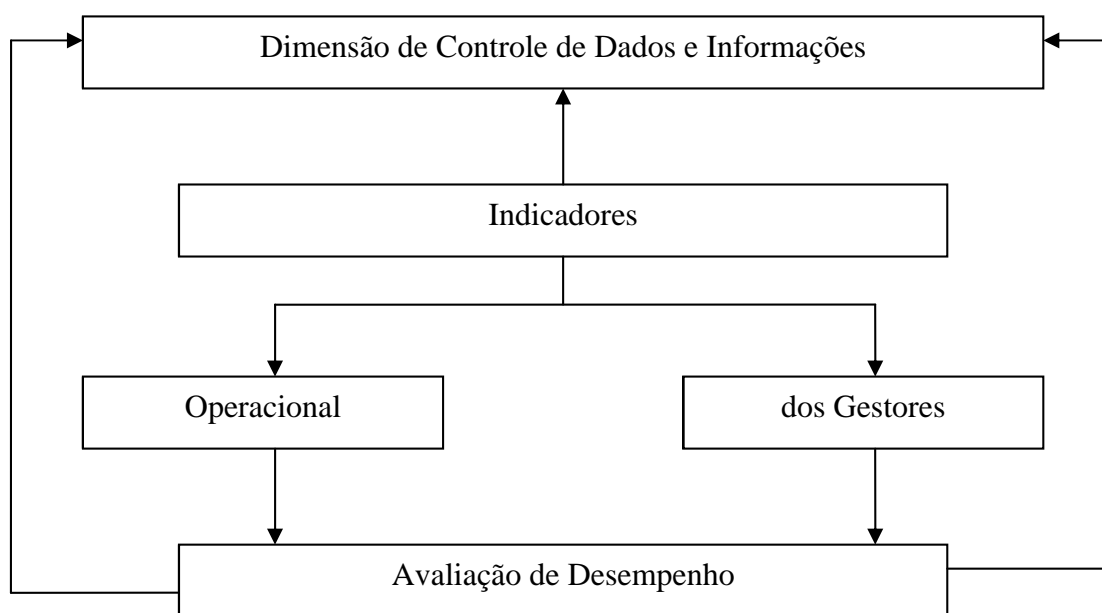 Dimensão de Controle de Dados e Informações
Indicadores
Operacional
dos Gestores
Avaliação de Desempenho